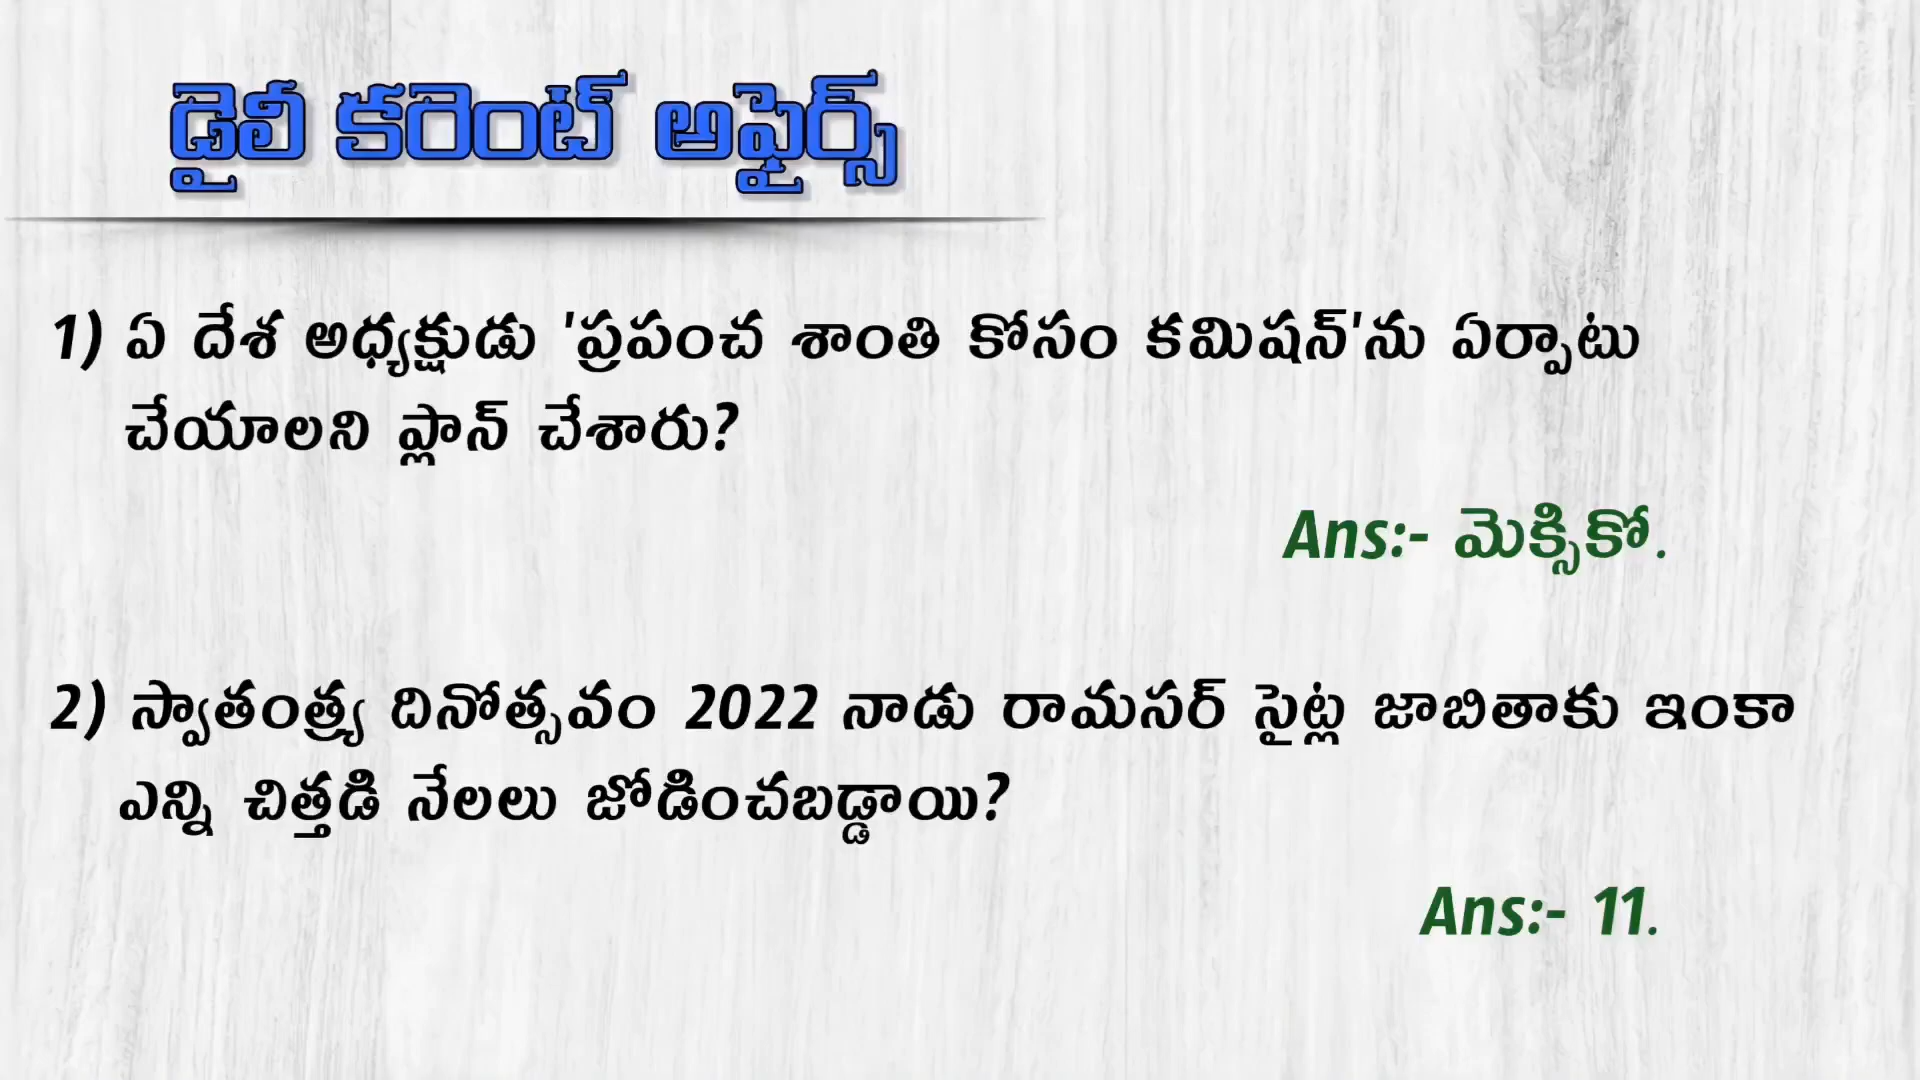 డైలీ కరెంట్ అఫైర్స్
1) ఏ దేశ అధ్యక్షుడు 'ప్రపంచ శాంతి కోసం కమిషన్'ను ఏర్పాటు
చేయాలని ప్లాన్ చేశారు?
Ans:- మెక్సికో.
2) స్వాతంత్ర్య దినోత్సవం 2022 నాడు రామసర్ సైట్ల జాబితాకు ఇంకా
ఎన్ని చిత్తడి నేలలు జోడించబడ్డాయి?
Ans:- 11.